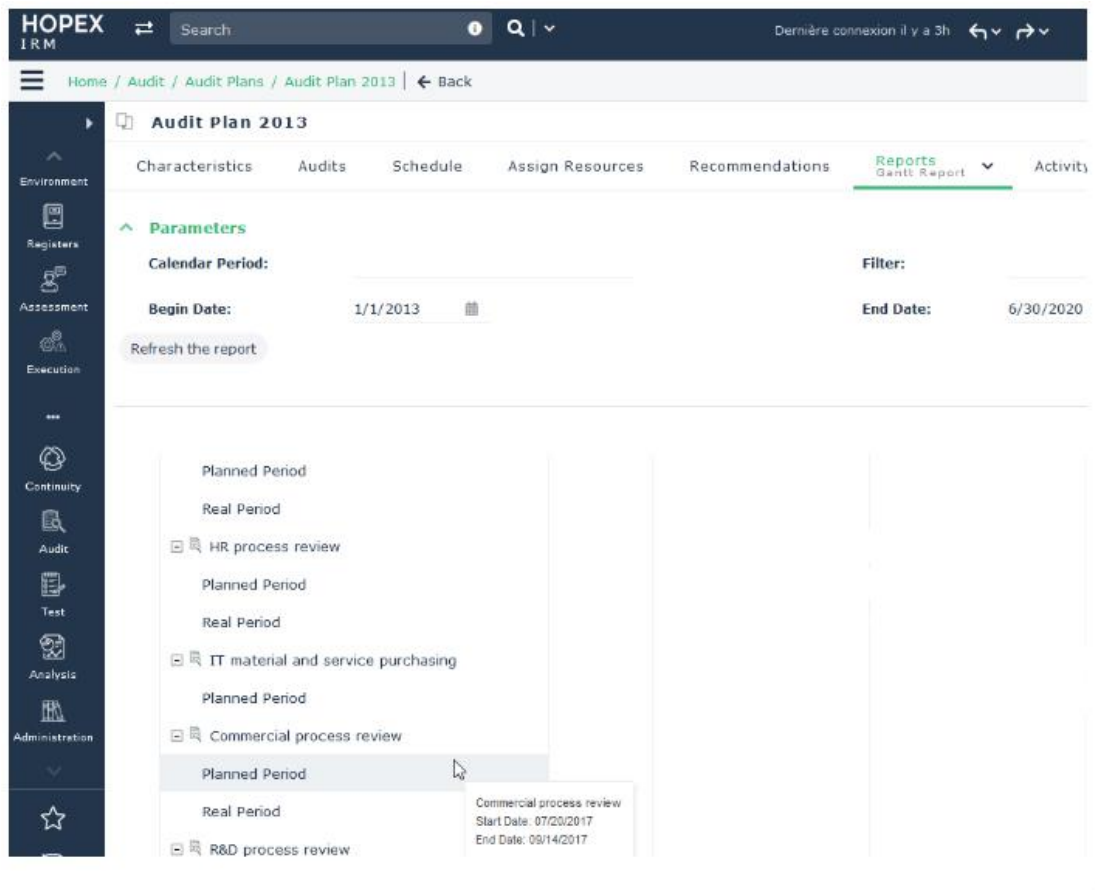 HOPEX
IRM
Search
Dernière connexion il y a 3h
Home / Audit / Audit Plans / Audit Plan 2013 | ← Back
Audit Plan 2013
Characteristics Audits Schedule Assign Resources Recommendations Reports Activity
Gantt Report
Environment
Registers
Assessment
Execution
...
Continuity
Audit
Test
Analysis
Administration
Parameters
Calendar Period: Filter:
Begin Date: 1/1/2013 End Date: 6/30/2020
Refresh the report
Planned Period
Real Period
HR process review
Planned Period
Real Period
IT material and service purchasing
Planned Period
Commercial process review
Planned Period
Real Period
R&D process review
Commercial process review
Start Date: 07/20/2017
End Date: 09/14/2017